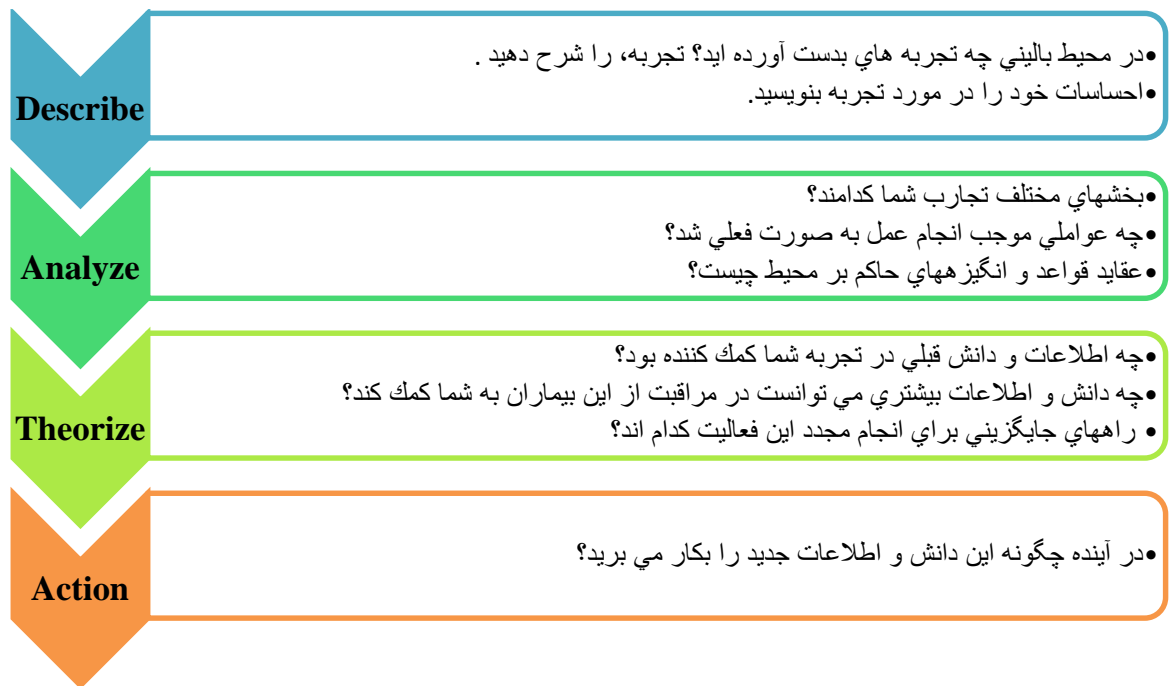 Describe
•در محيط باليني چه تجربه هاي بدست آورده ايد؟ تجربه، را شرح دهيد .
•احساسات خود را در مورد تجربه بنويسيد.
Analyze
•بخشهاي مختلف تجارب شما كدامند؟
•چه عواملي موجب انجام عمل به صورت فعلي شد؟
•عقايد قواعد و انگيزههاي حاكم بر محيط چيست؟
Theorize
•چه اطلاعات و دانش قبلي در تجربه شما كمك كننده بود؟
•چه دانش و اطلاعات بيشتري مي توانست در مراقبت از اين بيماران به شما كمك كند؟
• راههاي جايگزيني براي انجام مجدد اين فعاليت كدام اند؟
Action
•در آينده چگونه اين دانش و اطلاعات جديد را بكار مي بريد؟